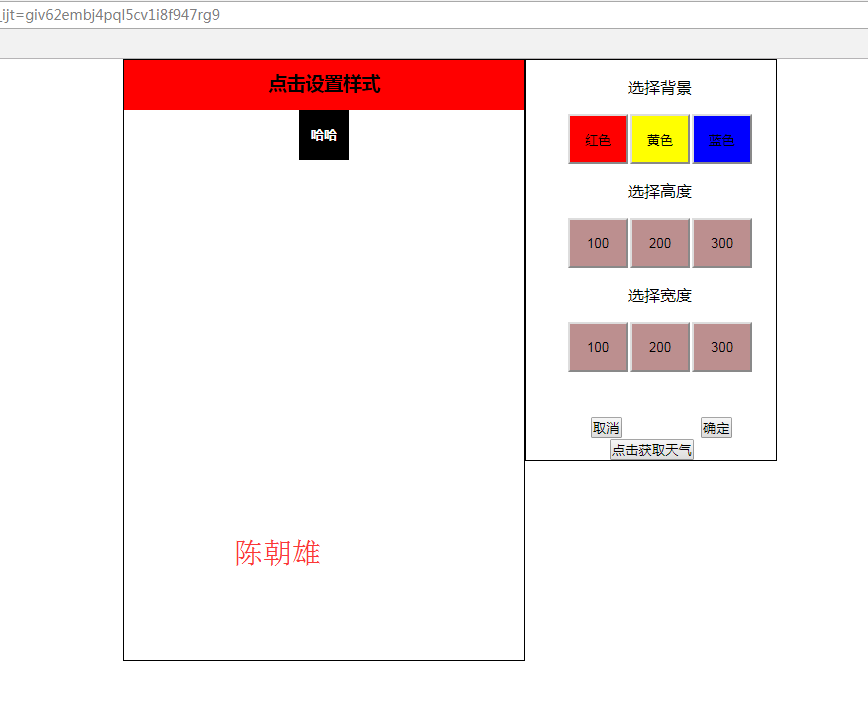 _ijt=giv62embj4pql5cv1i8f947rg9
点击设置样式
哈哈
陈朝雄
选择背景
红色 黄色 蓝色
选择高度
100 200 300
选择宽度
100 200 300
取消 确定
点击获取天气